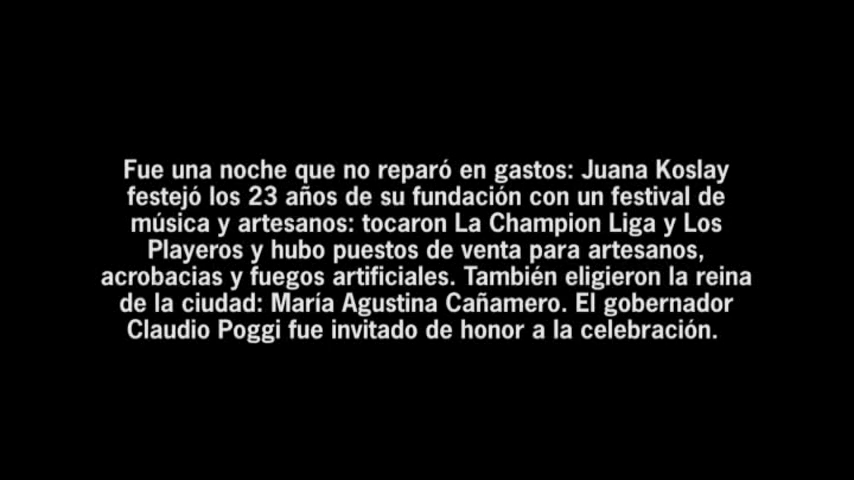 Fue una noche que no reparó en gastos: Juana Koslay
festejó los 23 años de su fundación con un festival de
música y artesanos: tocaron La Champion Liga y Los
Playeros y hubo puestos de venta para artesanos,
acrobacias y fuegos artificiales. También eligieron la reina
de la ciudad: María Agustina Cañamero. El gobernador
Claudio Poggi fue invitado de honor a la celebración.